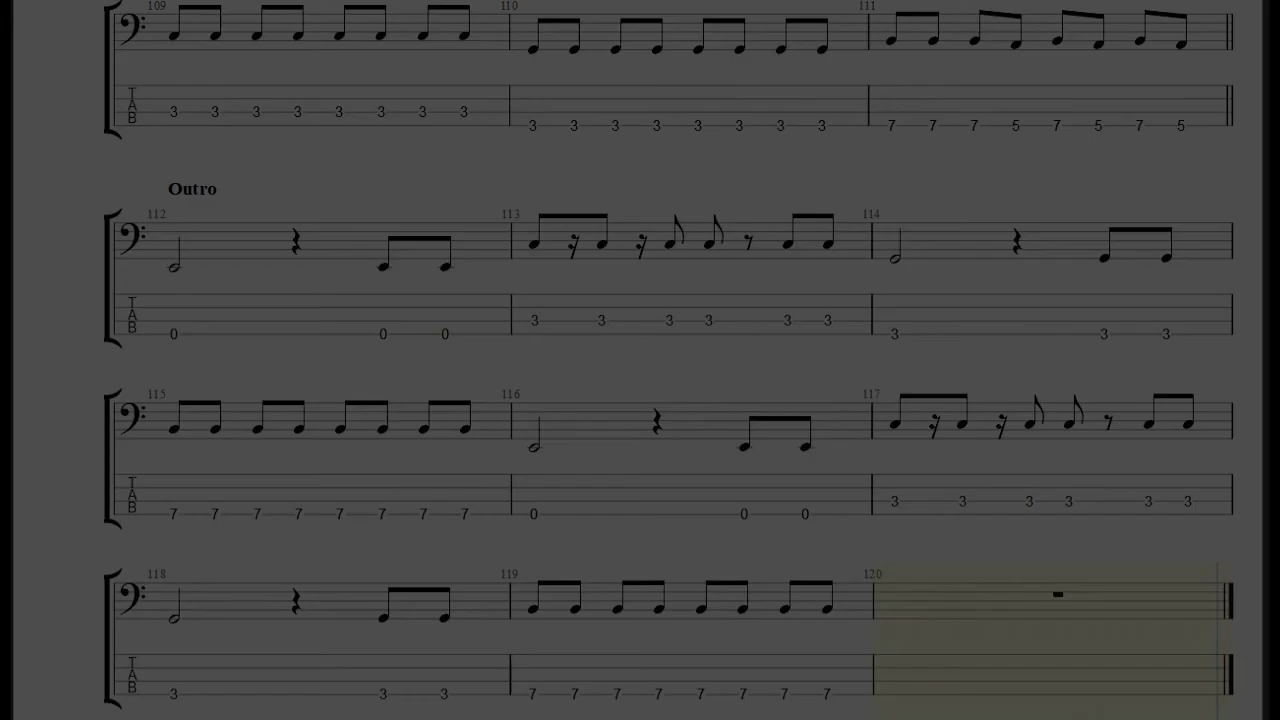 109 110 111
T 3 3 3 3 3 3 3 3 3 3 3 3 3 3 3 3 7 7 7 5 7 5 7 5
A
B
Outro
112 113 114
T 0 0 0 3 3 3 3 3 3 3 3 3
A
B
115 116 117
T 7 7 7 7 7 7 7 7 0 0 0 3 3 3 3 3 3
A
B
118 119 120
T 3 3 3 7 7 7 7 7 7 7 7
A
B